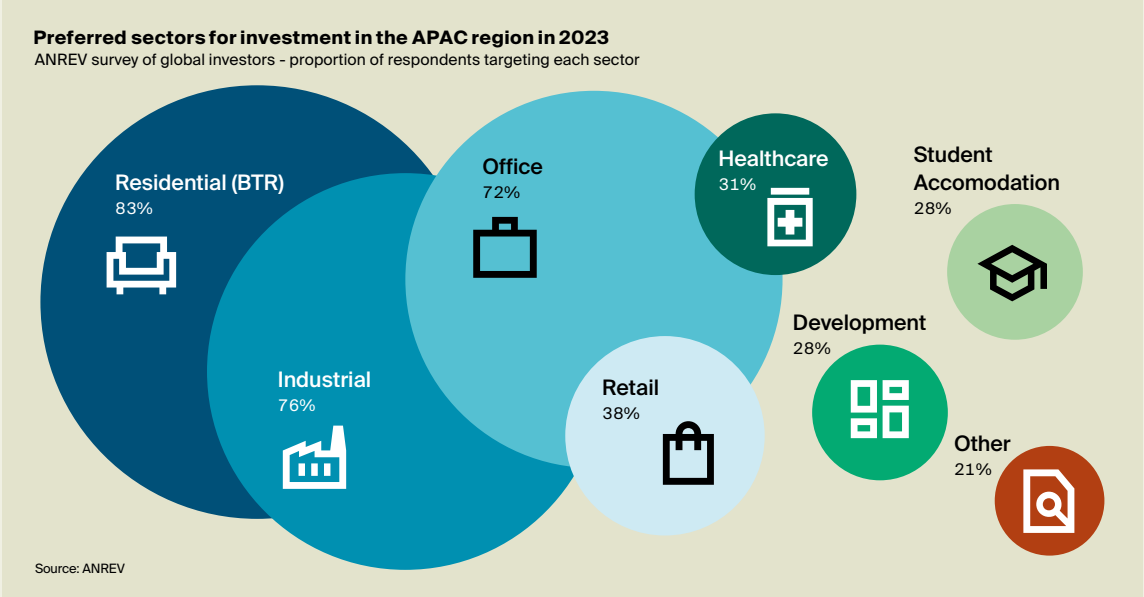 Preferred sectors for investment in the APAC region in 2023
ANREV survey of global investors - proportion of respondents targeting each sector
Residential (BTR)
83%
Industrial
76%
Office
72%
Retail
38%
Healthcare
31%
Student
Accomodation
28%
Development
28%
Other
21%
Source: ANREV